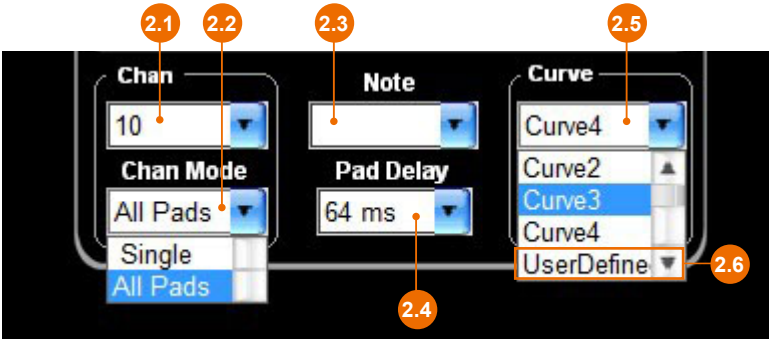 2.1 2.2 2.3 2.5
Chan Note Curve
10 Curve4
Chan Mode Pad Delay Curve2
All Pads 64 ms Curve3
Single Curve4
All Pads UserDefine 2.6
2.4